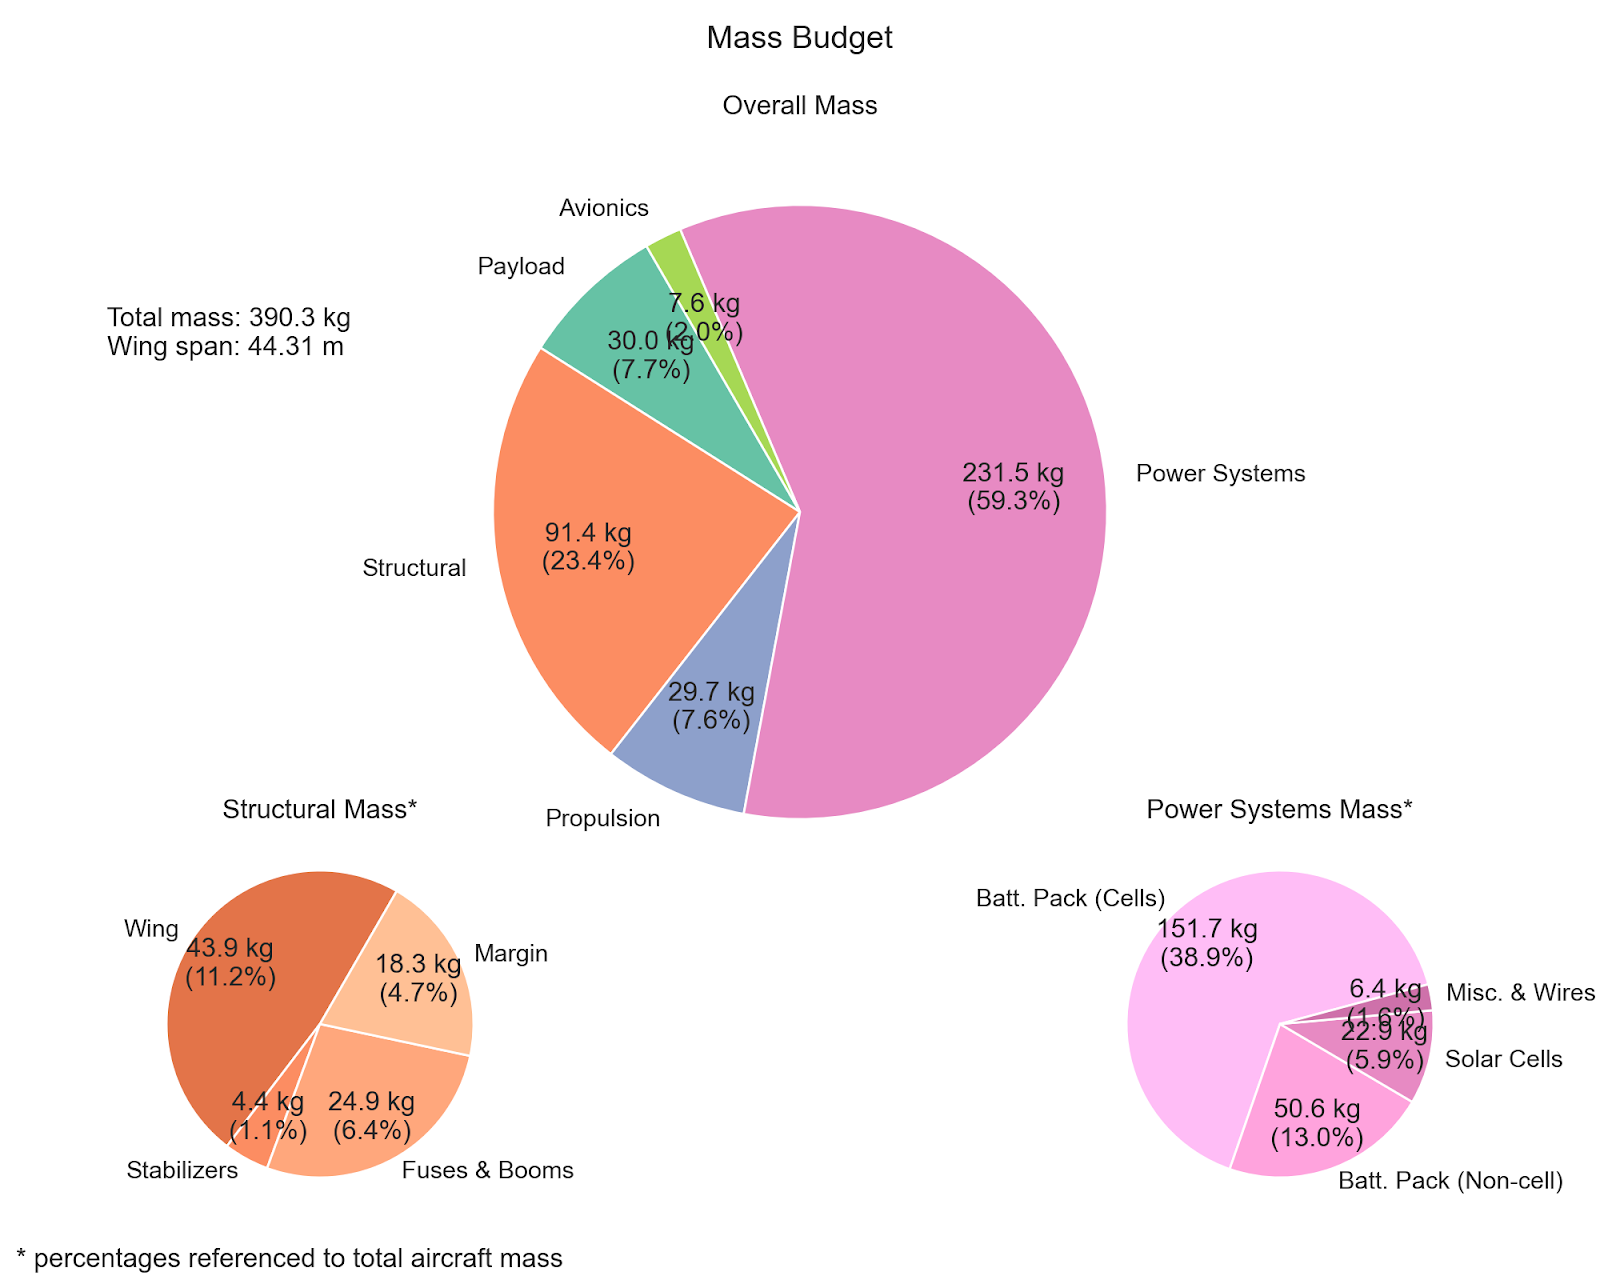 Mass Budget
Overall Mass
Avionics
Payload
Total mass: 390.3 kg
Wing span: 44.31 m
7.6 kg
(2.0%)
30.0 kg
(7.7%)
231.5 kg
(59.3%)
Power Systems
91.4 kg
(23.4%)
Structural
29.7 kg
(7.6%)
Propulsion
Structural Mass*
Wing
43.9 kg
(11.2%)
18.3 kg
(4.7%)
Margin
4.4 kg
(1.1%)
24.9 kg
(6.4%)
Stabilizers
Fuses & Booms
Power Systems Mass*
Batt. Pack (Cells)
151.7 kg
(38.9%)
6.4 kg
(1.6%)
Misc. & Wires
22.9 kg
(5.9%)
Solar Cells
50.6 kg
(13.0%)
Batt. Pack (Non-cell)
* percentages referenced to total aircraft mass